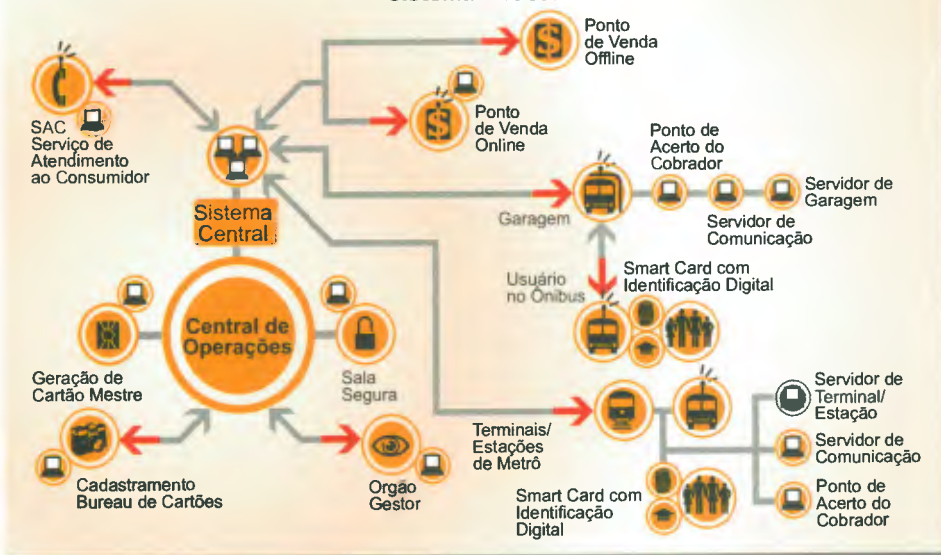 Ponto
de Venda
Offline
SAC
Serviço de
Atendimento
ao Consumidor
Ponto
de Venda
Online
Ponto de
Acerto do
Cobrador
Servidor de
Garagem
Sistema
Central
Garagem
Servidor de
Comunicação
Usuário
no Ônibus
Smart Card com
Identificação Digital
Central de
Operações
Geração de
Cartão Mestre
Sala
Segura
Servidor de
Terminal/
Estação
Terminais/
Estações
de Metrô
Servidor de
Comunicação
Cadastramento
Bureau de Cartões
Orgão
Gestor
Smart Card com
Identificação
Digital
Ponto de
Acerto do
Cobrador